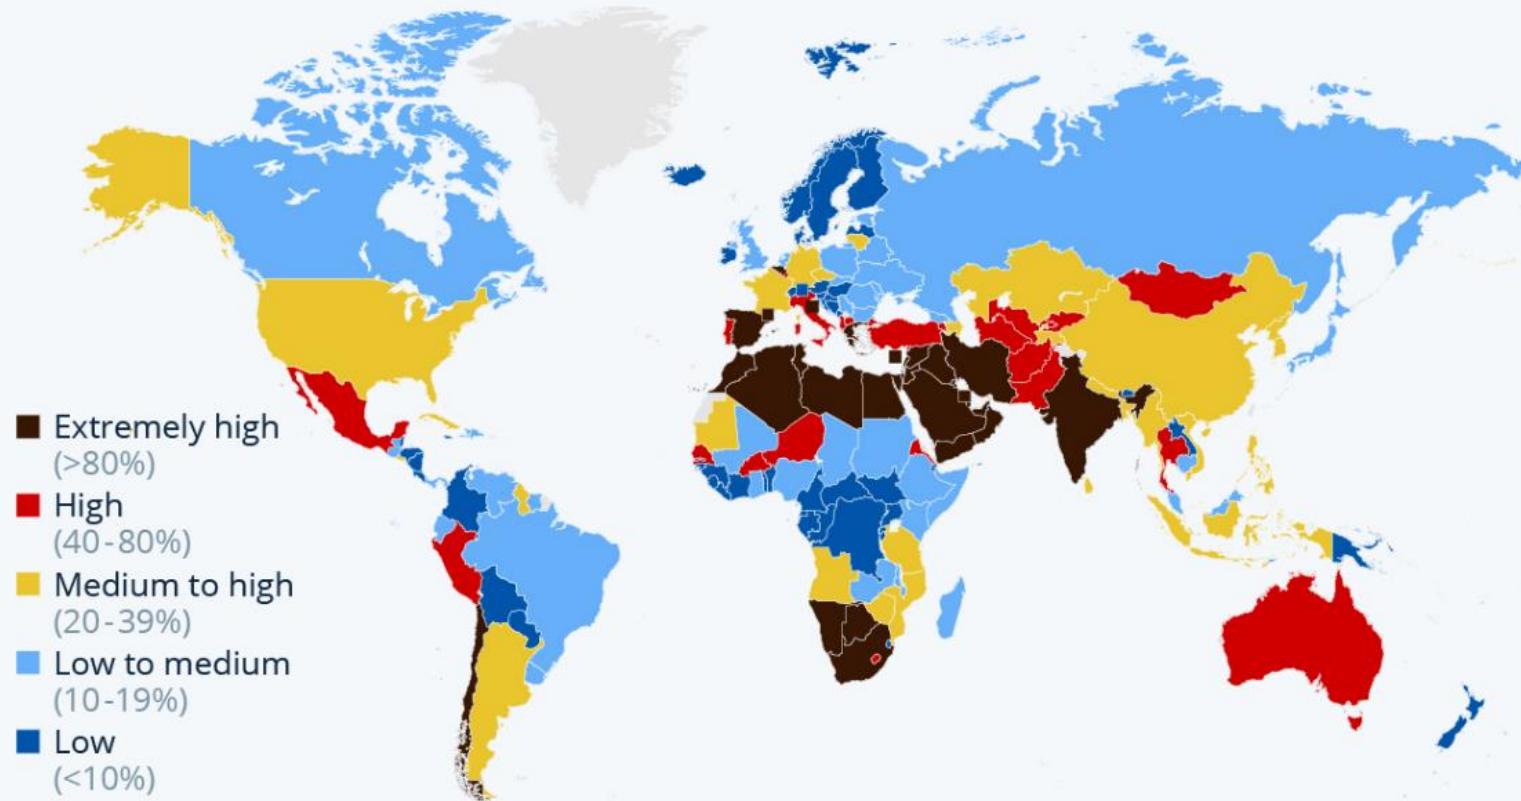 Extremely high
(>80%)
High
(40-80%)
Medium to high
(20-39%)
Low to medium
(10-19%)
Low
(<10%)